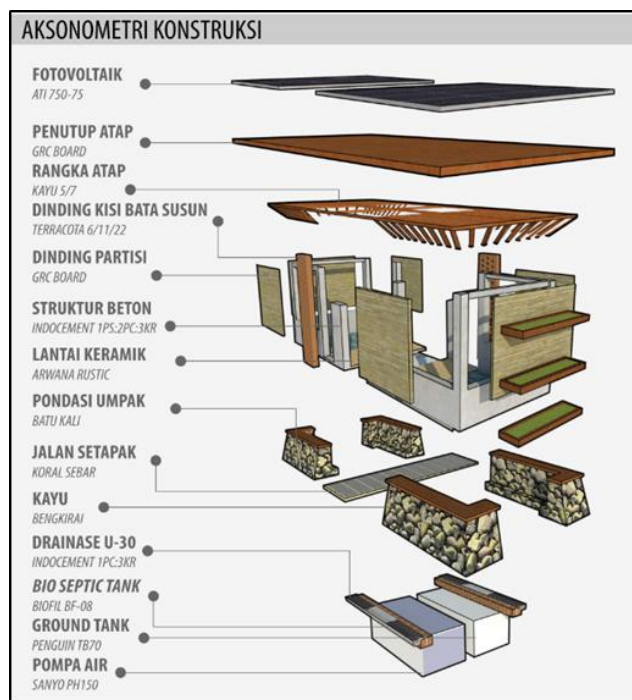 AKSONOMETRI KONSTRUKSI
FOTOVOLTAIK
ATI 750-75
PENUTUP ATAP
GRC BOARD
RANGKA ATAP
KAYU 5/7
DINDING KISI BATA SUSUN
TERRACOTA 6/11/22
DINDING PARTISI
GRC BOARD
STRUKTUR BETON
INDOCEMENT 1PS:2PC:3KR
LANTAI KERAMIK
ARWANA RUSTIC
PONDASI UMPAK
BATU KALI
JALAN SETAPAK
KORAL SEBAR
KAYU
BENGKIRAI
DRAINASE U-30
INDOCEMENT 1PC:3KR
BIO SEPTIC TANK
BIOFIL BF-08
GROUND TANK
PENGUIN TB70
POMPA AIR
SANYO PH150